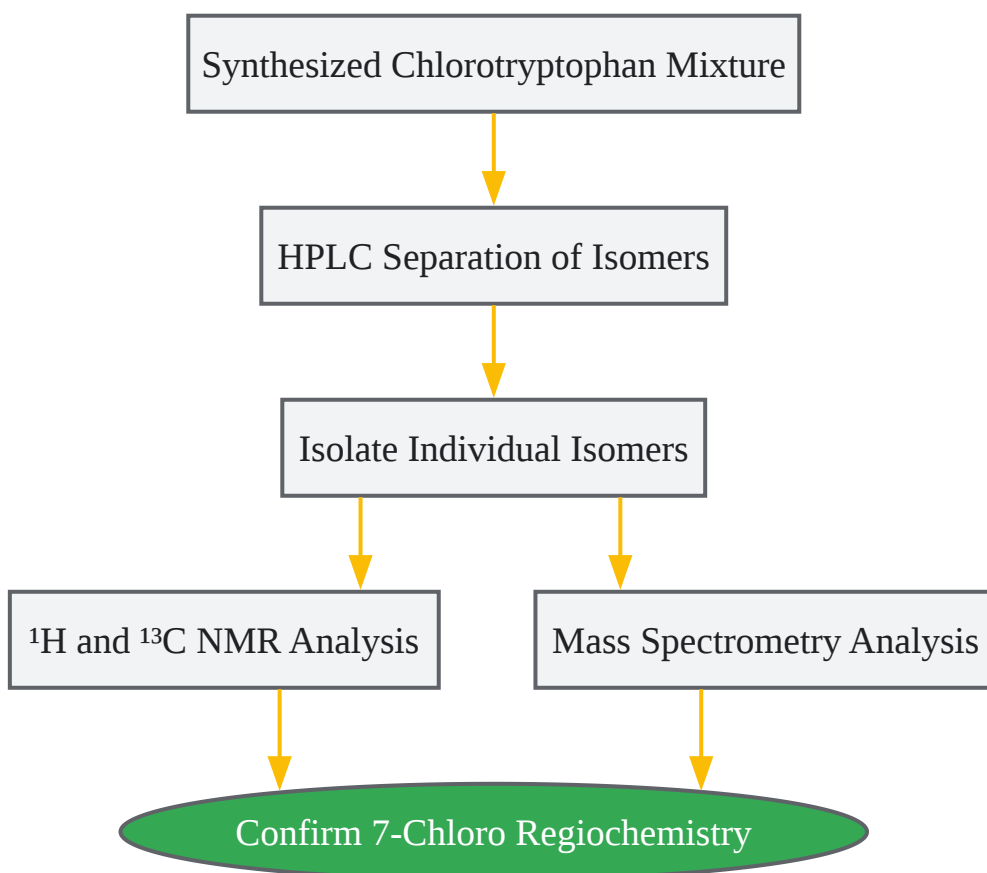 Synthesized Chlorotryptophan Mixture
HPLC Separation of Isomers
Isolate Individual Isomers
¹H and ¹³C NMR Analysis
Mass Spectrometry Analysis
Confirm 7-Chloro Regiochemistry